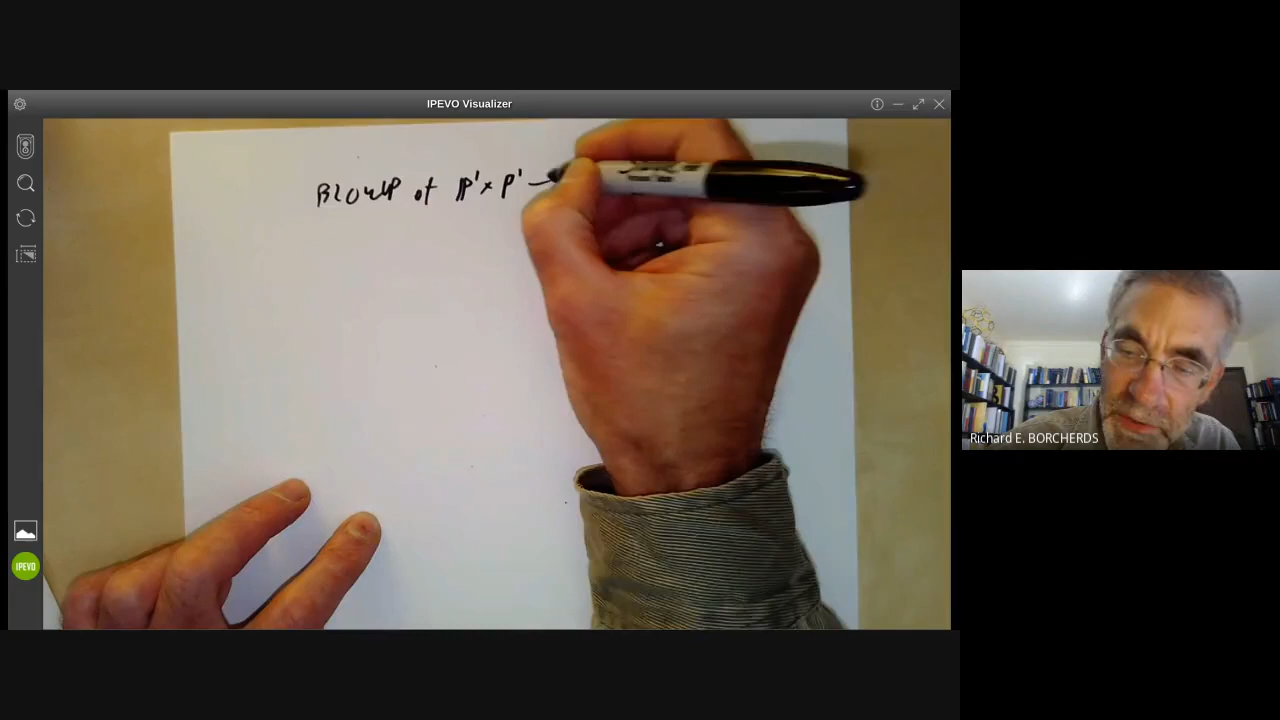 IPEVO Visualizer
Blowup of P¹×P¹
IPEVO
Richard E. BORCHERDS